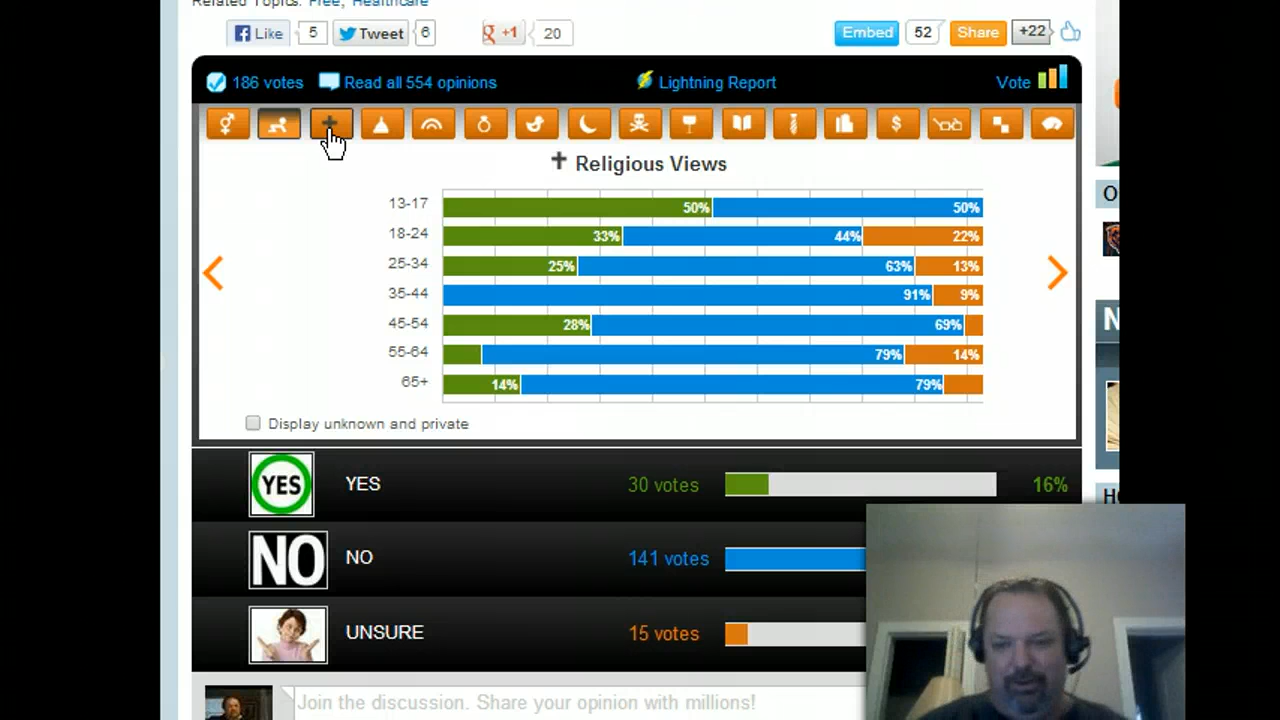 Related Topics: Free, Healthcare
Like 5 Tweet 6 +1 20 Embed 52 Share +22
186 votes Read all 554 opinions Lightning Report Vote
Religious Views
13-17 50% 50%
18-24 33% 44% 22%
25-34 25% 63% 13%
35-44 91% 9%
45-54 28% 69%
55-64 79% 14%
65+ 14% 79%
Display unknown and private
YES YES 30 votes 16%
NO NO 141 votes
UNSURE 15 votes
Join the discussion. Share your opinion with millions!